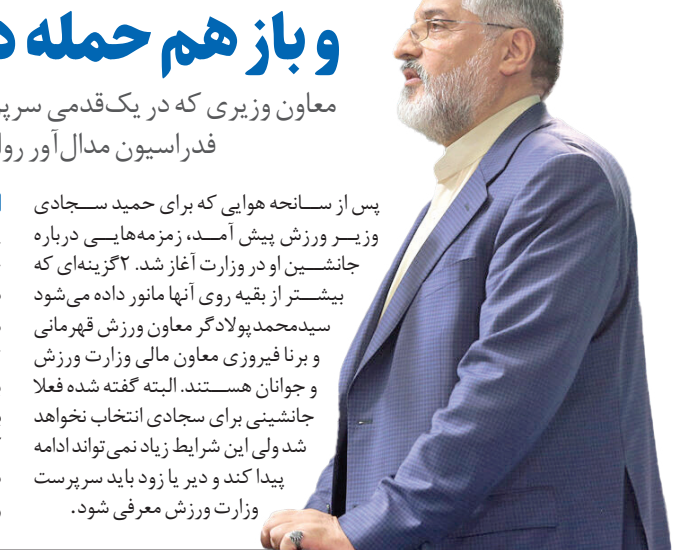 و باز هم حمله
معاون وزیری که در یک‌قدمی
فدراسیون مدال‌آور
پس از سانحه هوایی که برای حمید سجادی
وزیر ورزش پیش آمد، زمزمه‌هایی درباره
جانشین او در وزارت آغاز شد. ۲گزینه‌ای که
بیشتر از بقیه روی آنها مانور داده می‌شود
سیدمحمدپولادگر معاون ورزش قهرمانی
و برنا فیروزی معاون مالی وزارت ورزش
و جوانان هستند. البته گفته شده فعلا
جانشینی برای سجادی انتخاب نخواهد
شد ولی این شرایط زیاد نمی‌تواند ادامه
پیدا کند و دیر یا زود باید سرپرست
وزارت ورزش معرفی شود.